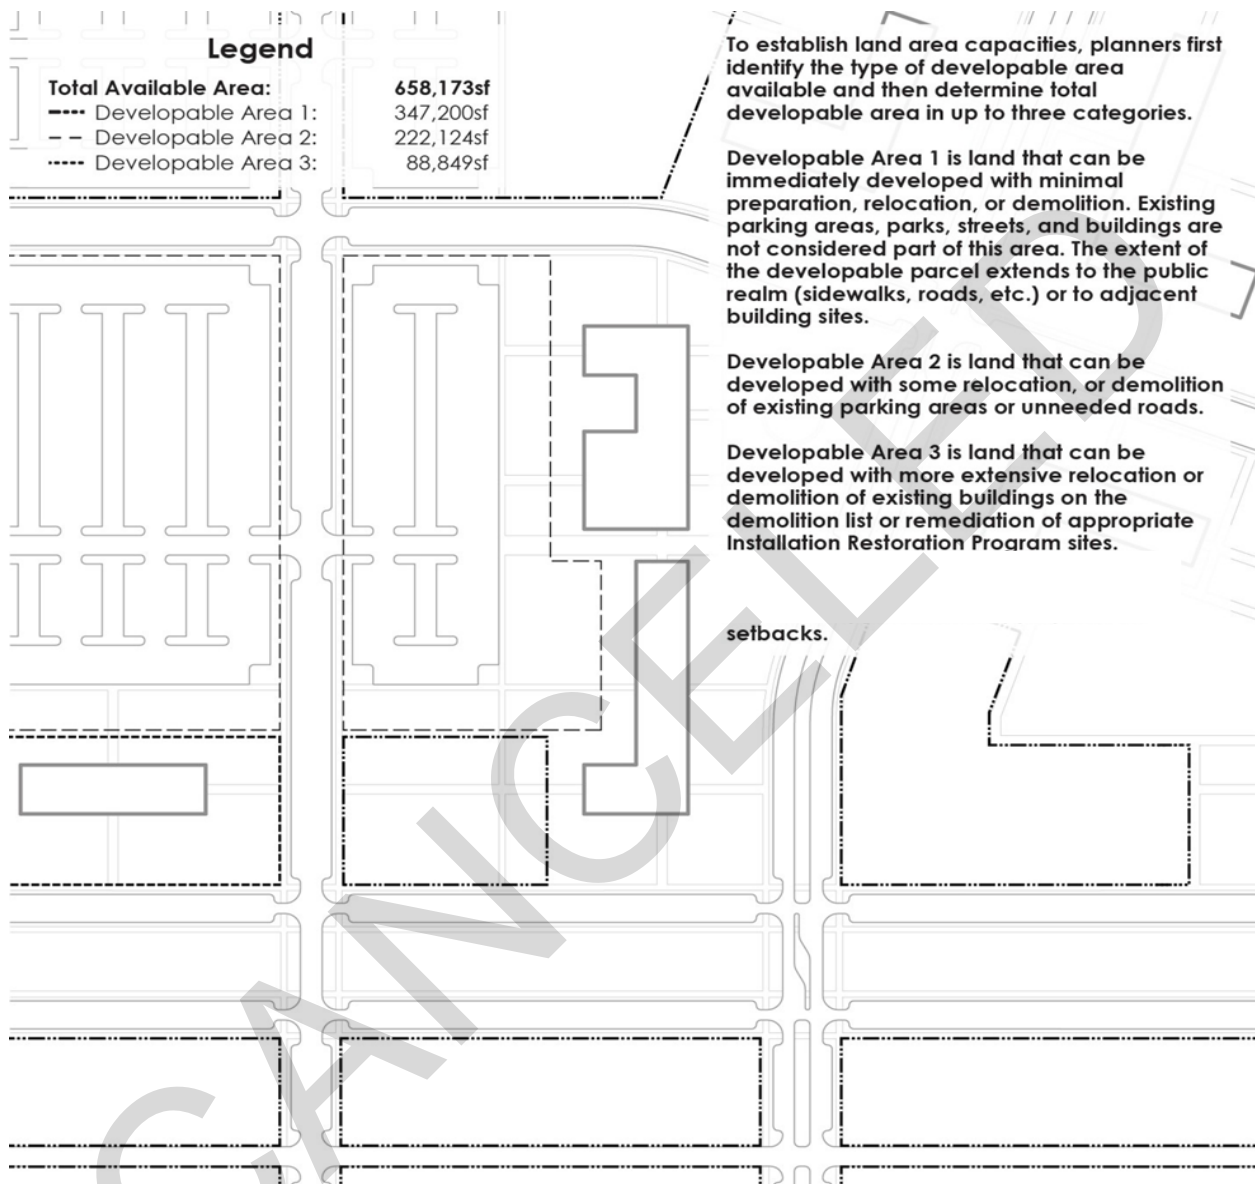 Legend
Total Available Area: 658,173sf
Developable Area 1: 347,200sf
Developable Area 2: 222,124sf
Developable Area 3: 88,849sf
To establish land area capacities, planners first
identify the type of developable area
available and then determine total
developable area in up to three categories.
Developable Area 1 is land that can be
immediately developed with minimal
preparation, relocation, or demolition. Existing
parking areas, parks, streets, and buildings are
not considered part of this area. The extent of
the developable parcel extends to the public
realm (sidewalks, roads, etc.) or to adjacent
building sites.
Developable Area 2 is land that can be
developed with some relocation, or demolition
of existing parking areas or unneeded roads.
Developable Area 3 is land that can be
developed with more extensive relocation or
demolition of existing buildings on the
demolition list or remediation of appropriate
Installation Restoration Program sites.
setbacks.
CANCELED